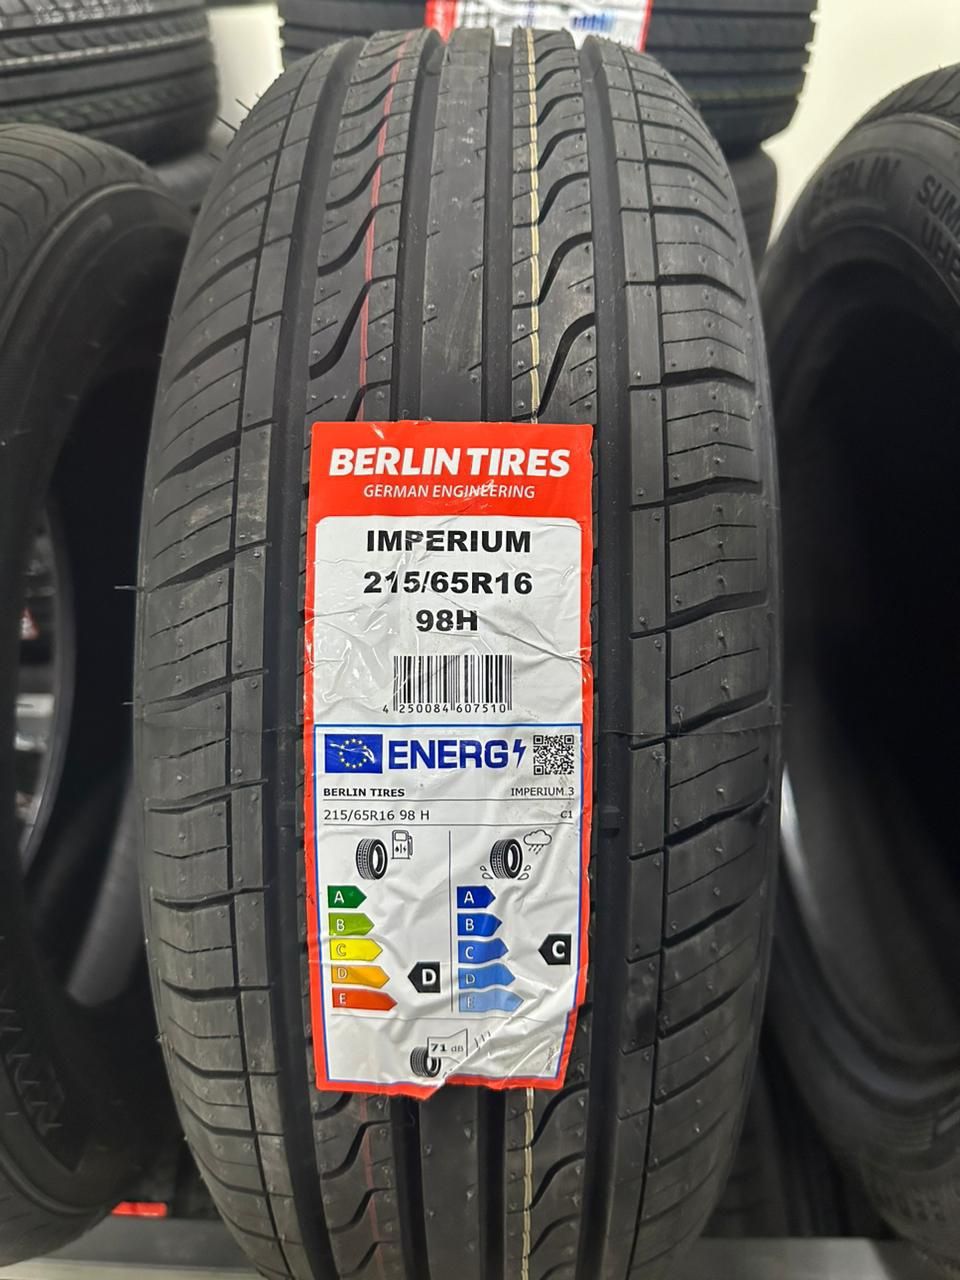 BERLIN TIRES
GERMAN ENGINEERING
IMPERIUM
215/65R16
98H
4 250084 607510
ENERG
BERLIN TIRES IMPERIUM 3
215/65R16 98 H C1
A A
B B
C C C
D D D
E E
71 dB
BERLIN